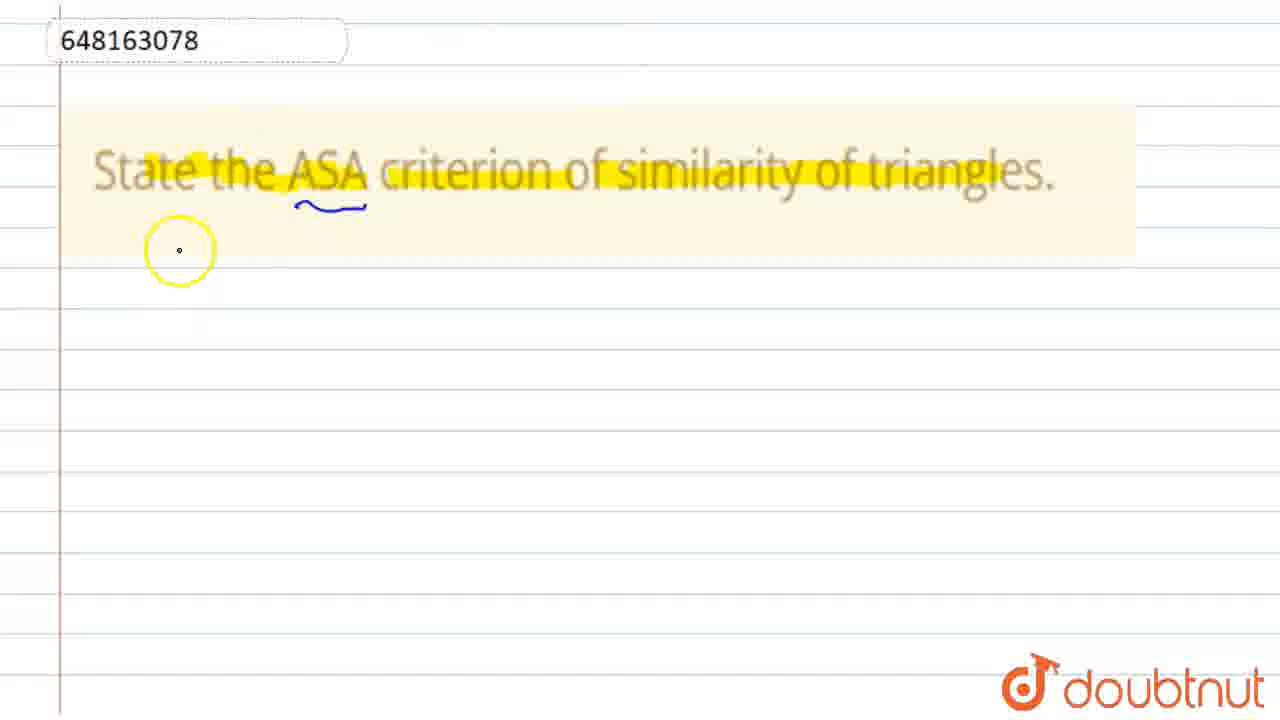 648163078
State the ASA criterion of similarity of triangles.
doubtnut